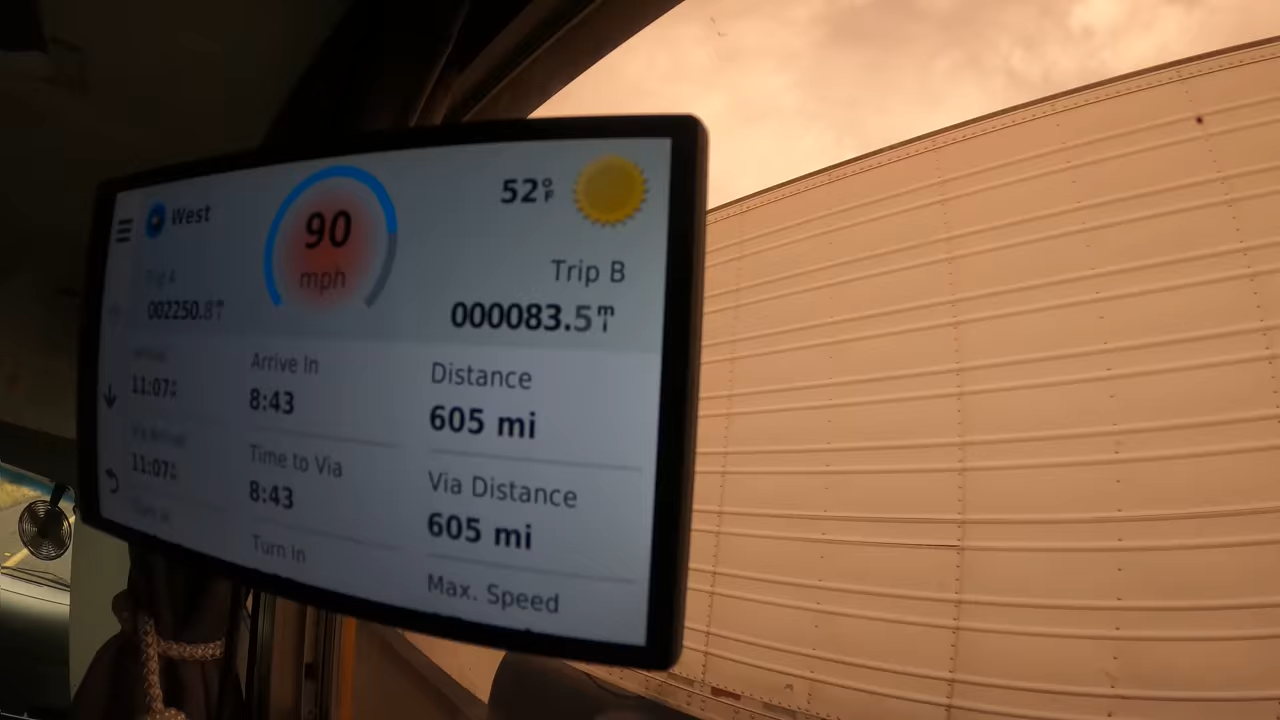 West
90
mph
52°F
Trip A
002250.8
Trip B
000083.5
Arrive In
8:43
Distance
605 mi
11:07
Time to Via
8:43
Via Distance
605 mi
11:07
Turn In
Max. Speed